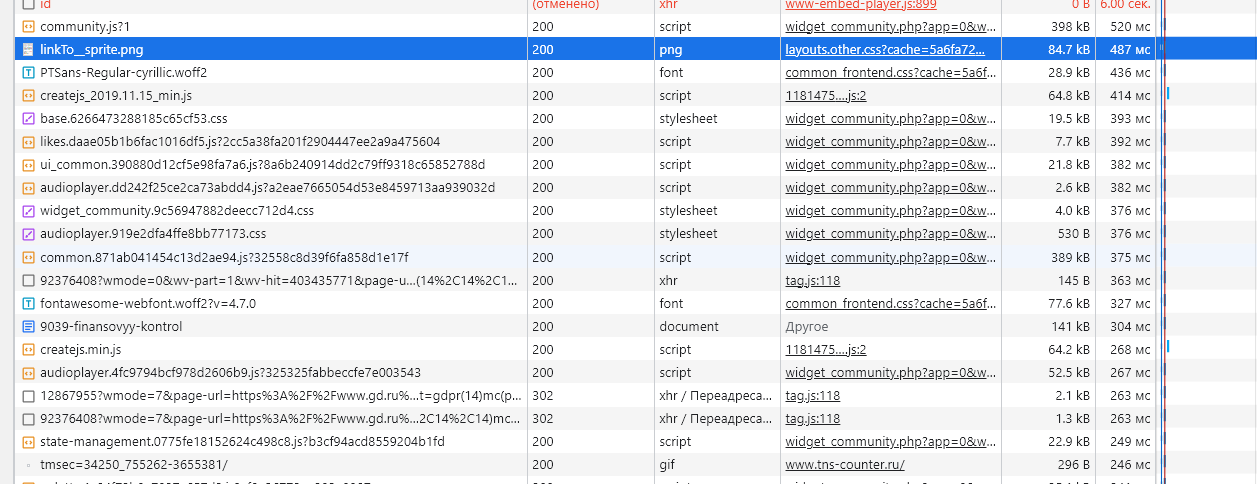 id (отменено) xhr www-embed-player.js:899 0 B 6.00 сек.
community.js?1 200 script widget_community.php?app=0&w... 398 kB 520 мс
linkTo__sprite.png 200 png layouts.other.css?cache=5a6fa72... 84.7 kB 487 мс
PTSans-Regular-cyrillic.woff2 200 font common_frontend.css?cache=5a6f... 28.9 kB 436 мс
createjs_2019.11.15_min.js 200 script 1181475....js:2 64.8 kB 414 мс
base.6266473288185c65cf53.css 200 stylesheet widget_community.php?app=0&w... 19.5 kB 393 мс
likes.daae05b1b6fac1016df5.js?2cc5a38fa201f2904447ee2a9a475604 200 script widget_community.php?app=0&w... 7.7 kB 392 мс
ui_common.390880d12cf5e98fa7a6.js?8a6b240914dd2c79ff9318c65852788d 200 script widget_community.php?app=0&w... 21.8 kB 382 мс
audioplayer.dd242f25ce2ca73abdd4.js?a2eae7665054d53e8459713aa939032d 200 script widget_community.php?app=0&w... 2.6 kB 382 мс
widget_community.9c56947882deecc712d4.css 200 stylesheet widget_community.php?app=0&w... 4.0 kB 376 мс
audioplayer.919e2dfa4ffe8bb77173.css 200 stylesheet widget_community.php?app=0&w... 530 B 376 мс
common.871ab041454c13d2ae94.js?32558c8d39f6fa858d1e17f 200 script widget_community.php?app=0&w... 389 kB 375 мс
92376408?wmode=0&wv-part=1&wv-hit=403435771&page-u...(14%2C14%2C1... 200 xhr tag.js:118 145 B 363 мс
fontawesome-webfont.woff2?v=4.7.0 200 font common_frontend.css?cache=5a6f... 77.6 kB 327 мс
9039-finansovyy-kontrol 200 document Другое 141 kB 304 мс
createjs.min.js 200 script 1181475....js:2 64.2 kB 268 мс
audioplayer.4fc9794bcf978d2606b9.js?325325fabbeccfe7e003543 200 script widget_community.php?app=0&w... 52.5 kB 267 мс
12867955?wmode=7&page-url=https%3A%2F%2Fwww.gd.ru%...t=gdpr(14)mc(p... 302 xhr / Переадреса... tag.js:118 2.1 kB 263 мс
92376408?wmode=7&page-url=https%3A%2F%2Fwww.gd.ru%...2C14%2C14)mc... 302 xhr / Переадреса... tag.js:118 1.3 kB 263 мс
state-management.0775fe18152624c498c8.js?b3cf94acd8559204b1fd 200 script widget_community.php?app=0&w... 22.9 kB 249 мс
tmsec=34250_755262-3655381/ 200 gif www.tns-counter.ru/ 296 B 246 мс